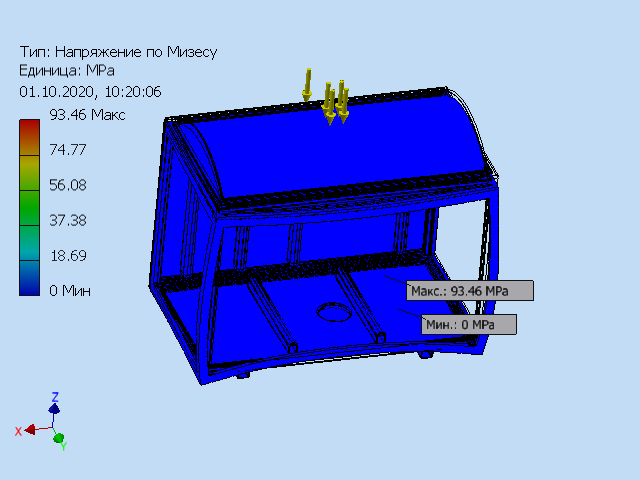 Тип: Напряжение по Мизесу
Единица: MPa
01.10.2020, 10:20:06
93.46 Макс
74.77
56.08
37.38
18.69
0 Мин
Макс.: 93.46 MPa
Мин.: 0 MPa
Z
X
Y